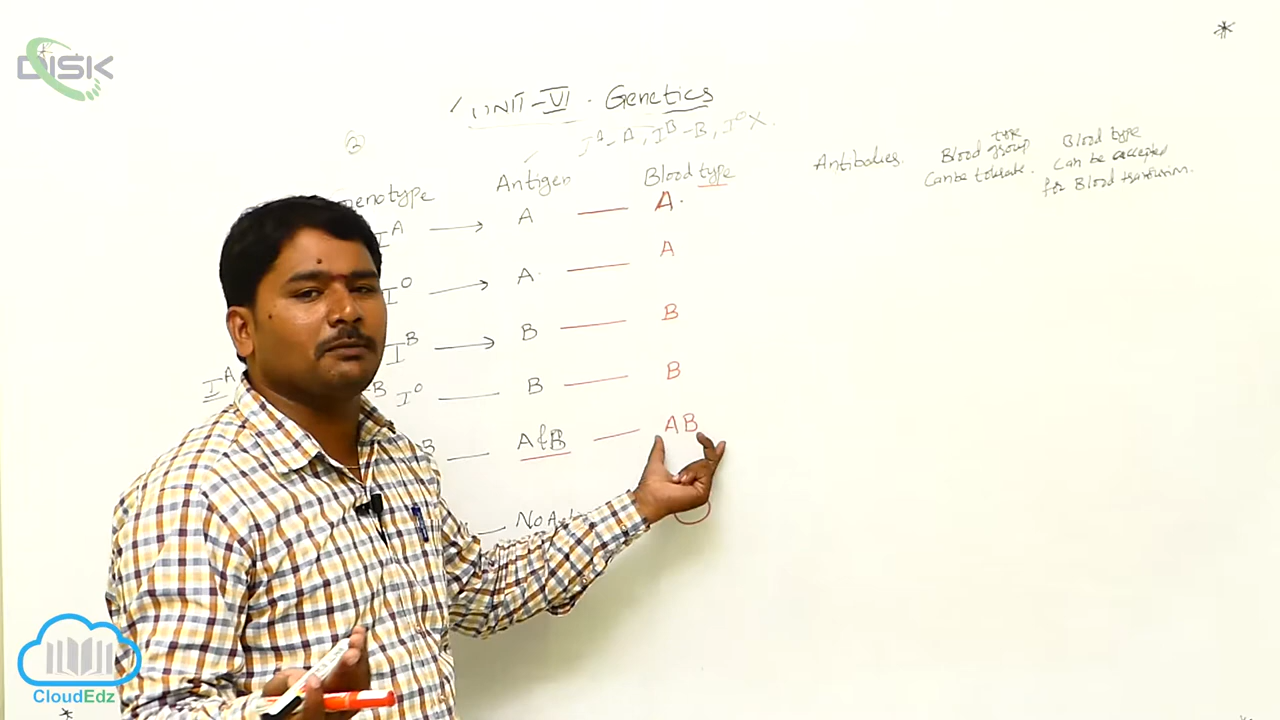 DISK
UNIT-VI. Genetics
I^A-A, I^B-B, I^O X.
Genotype Antigen Blood type Antibodies. Blood group type Can be tolerate. Blood type Can be accepted for Blood transfusion.
I^A → A — A.
I^O → A. — A
I^B → B — B
I^B I^O — B — B
I^A
B — A & B — AB
No
CloudEdz